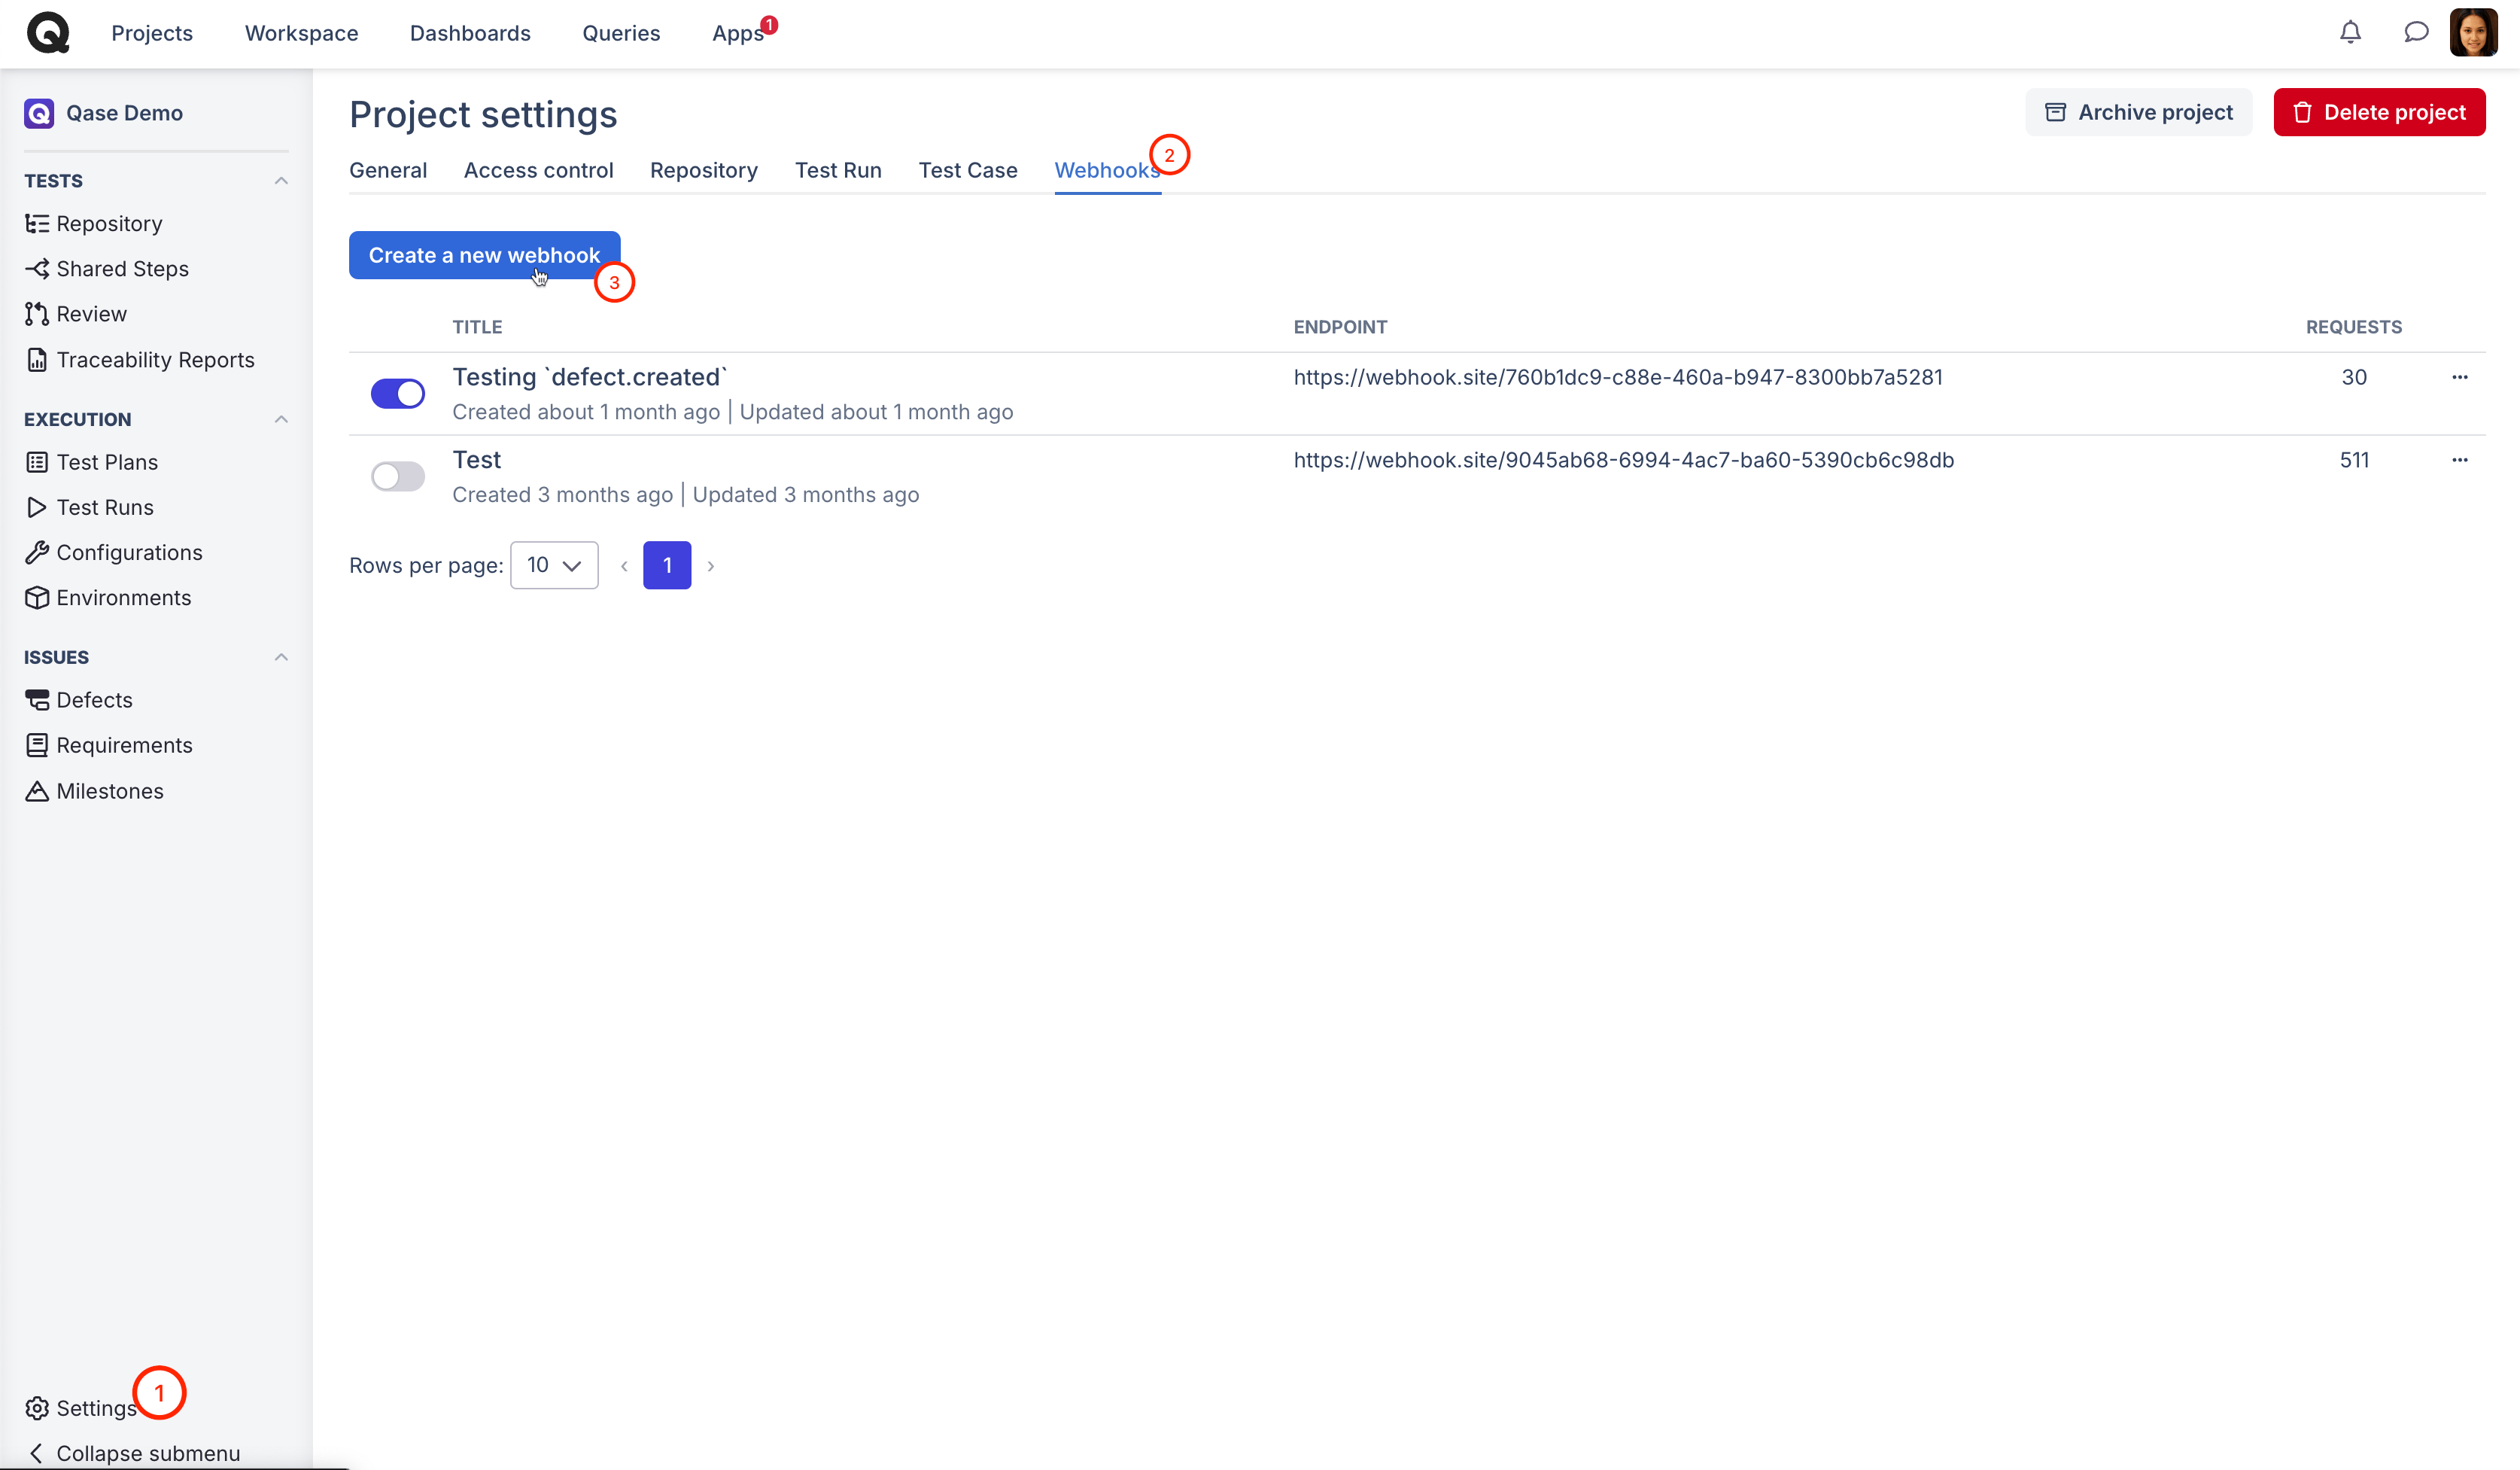 Projects Workspace Dashboards Queries Apps 1
Qase Demo
TESTS
Repository
Shared Steps
Review
Traceability Reports
EXECUTION
Test Plans
Test Runs
Configurations
Environments
ISSUES
Defects
Requirements
Milestones
Settings 1
Collapse submenu
Project settings
Archive project Delete project
General Access control Repository Test Run Test Case Webhooks 2
Create a new webhook 3
TITLE ENDPOINT REQUESTS
Testing `defect.created` https://webhook.site/760b1dc9-c88e-460a-b947-8300bb7a5281 30
Created about 1 month ago | Updated about 1 month ago
Test https://webhook.site/9045ab68-6994-4ac7-ba60-5390cb6c98db 511
Created 3 months ago | Updated 3 months ago
Rows per page: 10 ‹ 1 ›